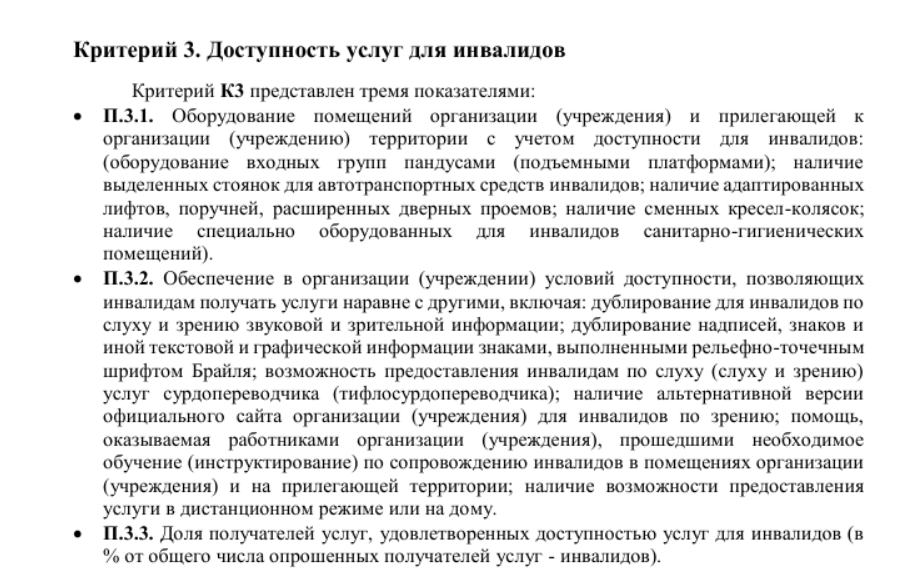 Критерий 3. Доступность услуг для инвалидов
Критерий К3 представлен тремя показателями:
• П.3.1. Оборудование помещений организации (учреждения) и прилегающей к
организации (учреждению) территории с учетом доступности для инвалидов:
(оборудование входных групп пандусами (подъемными платформами); наличие
выделенных стоянок для автотранспортных средств инвалидов; наличие адаптированных
лифтов, поручней, расширенных дверных проемов; наличие сменных кресел-колясок;
наличие специально оборудованных для инвалидов санитарно-гигиенических
помещений).
• П.3.2. Обеспечение в организации (учреждении) условий доступности, позволяющих
инвалидам получать услуги наравне с другими, включая: дублирование для инвалидов по
слуху и зрению звуковой и зрительной информации; дублирование надписей, знаков и
иной текстовой и графической информации знаками, выполненными рельефно-точечным
шрифтом Брайля; возможность предоставления инвалидам по слуху (слуху и зрению)
услуг сурдопереводчика (тифлосурдопереводчика); наличие альтернативной версии
официального сайта организации (учреждения) для инвалидов по зрению; помощь,
оказываемая работниками организации (учреждения), прошедшими необходимое
обучение (инструктирование) по сопровождению инвалидов в помещениях организации
(учреждения) и на прилегающей территории; наличие возможности предоставления
услуги в дистанционном режиме или на дому.
• П.3.3. Доля получателей услуг, удовлетворенных доступностью услуг для инвалидов (в
% от общего числа опрошенных получателей услуг - инвалидов).